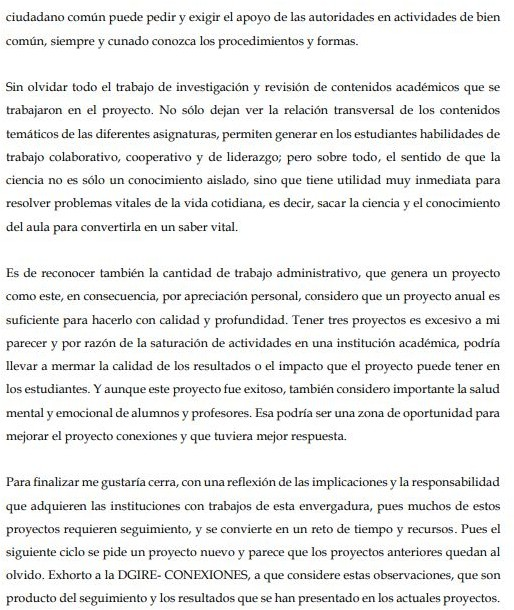 ciudadano común puede pedir y exigir el apoyo de las autoridades en actividades de bien
común, siempre y cunado conozca los procedimientos y formas.
Sin olvidar todo el trabajo de investigación y revisión de contenidos académicos que se
trabajaron en el proyecto. No sólo dejan ver la relación transversal de los contenidos
temáticos de las diferentes asignaturas, permiten generar en los estudiantes habilidades de
trabajo colaborativo, cooperativo y de liderazgo; pero sobre todo, el sentido de que la
ciencia no es sólo un conocimiento aislado, sino que tiene utilidad muy inmediata para
resolver problemas vitales de la vida cotidiana, es decir, sacar la ciencia y el conocimiento
del aula para convertirla en un saber vital.
Es de reconocer también la cantidad de trabajo administrativo, que genera un proyecto
como este, en consecuencia, por apreciación personal, considero que un proyecto anual es
suficiente para hacerlo con calidad y profundidad. Tener tres proyectos es excesivo a mi
parecer y por razón de la saturación de actividades en una institución académica, podría
llevar a mermar la calidad de los resultados o el impacto que el proyecto puede tener en
los estudiantes. Y aunque este proyecto fue exitoso, también considero importante la salud
mental y emocional de alumnos y profesores. Esa podría ser una zona de oportunidad para
mejorar el proyecto conexiones y que tuviera mejor respuesta.
Para finalizar me gustaría cerra, con una reflexión de las implicaciones y la responsabilidad
que adquieren las instituciones con trabajos de esta envergadura, pues muchos de estos
proyectos requieren seguimiento, y se convierte en un reto de tiempo y recursos. Pues el
siguiente ciclo se pide un proyecto nuevo y parece que los proyectos anteriores quedan al
olvido. Exhorto a la DGIRE- CONEXIONES, a que considere estas observaciones, que son
producto del seguimiento y los resultados que se han presentado en los actuales proyectos.